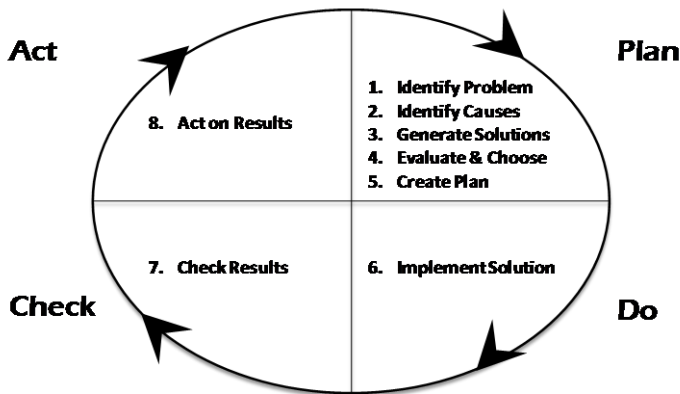 Act
Plan
1. Identify Problem
2. Identify Causes
3. Generate Solutions
4. Evaluate & Choose
5. Create Plan
8. Act on Results
7. Check Results
6. Implement Solution
Check
Do